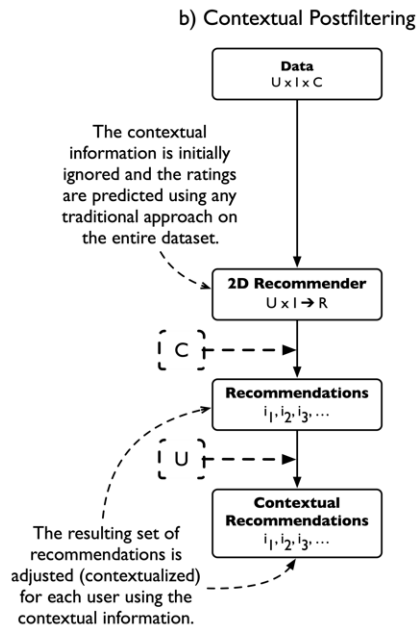 b) Contextual Postfiltering
Data
U x I x C
The contextual
information is initially
ignored and the ratings
are predicted using any
traditional approach on
the entire dataset.
2D Recommender
U x I → R
C
Recommendations
i1, i2, i3, ...
U
Contextual
Recommendations
i1, i2, i3, ...
The resulting set of
recommendations is
adjusted (contextualized)
for each user using the
contextual information.